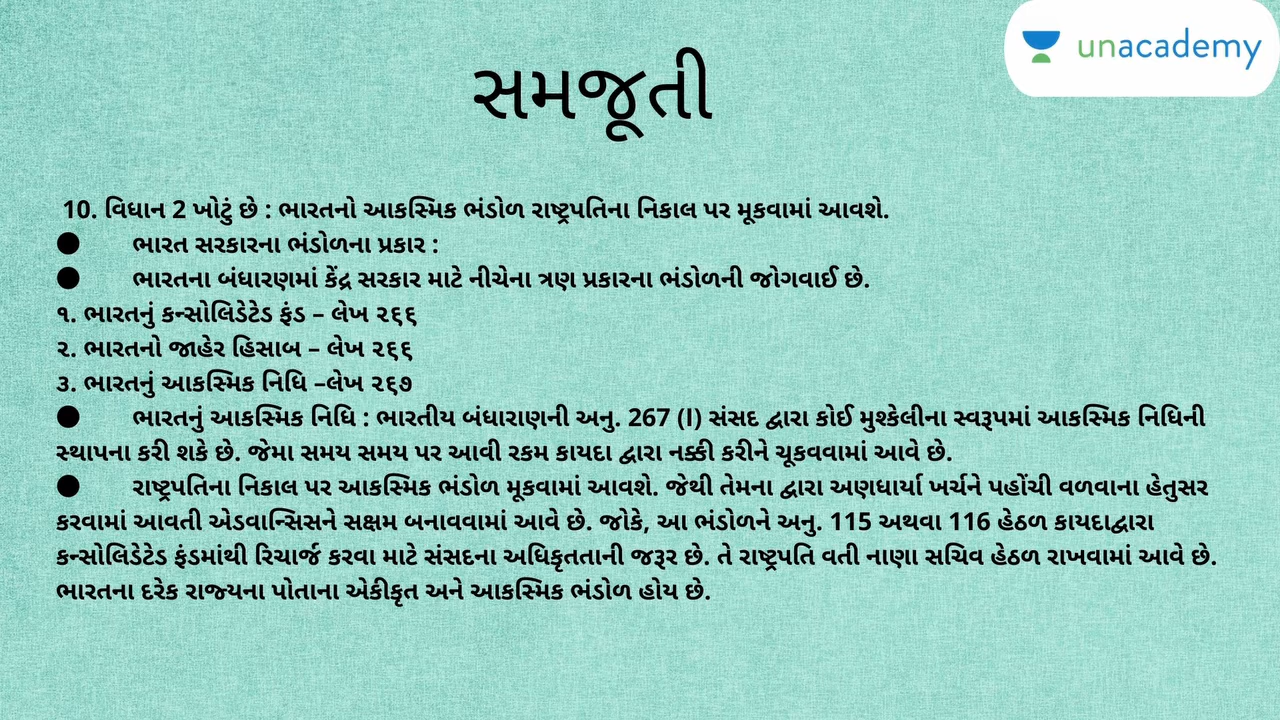 unacademy
સમજૂતી
10. વિધાન 2 ખોટું છે : ભારતનો આકસ્મિક ભંડોળ રાષ્ટ્રપતિના નિકાલ પર મૂકવામાં આવશે.
● ભારત સરકારના ભંડોળના પ્રકાર :
● ભારતના બંધારણમાં કેંદ્ર સરકાર માટે નીચેના ત્રણ પ્રકારના ભંડોળની જોગવાઈ છે.
૧. ભારતનું કન્સોલિડેટેડ ફંડ – લેખ ૨૬૬
૨. ભારતનો જાહેર હિસાબ – લેખ ૨૬૬
૩. ભારતનું આકસ્મિક નિધિ –લેખ ૨૬૭
● ભારતનું આકસ્મિક નિધિ : ભારતીય બંધારાણની અનુ. 267 (I) સંસદ દ્વારા કોઈ મુશ્કેલીના સ્વરૂપમાં આકસ્મિક નિધિની
સ્થાપના કરી શકે છે. જેમા સમય સમય પર આવી રકમ કાયદા દ્વારા નક્કી કરીને ચૂકવવામાં આવે છે.
● રાષ્ટ્રપતિના નિકાલ પર આકસ્મિક ભંડોળ મૂકવામાં આવશે. જેથી તેમના દ્વારા અણધાર્યા ખર્ચને પહોંચી વળવાના હેતુસર
કરવામાં આવતી એડવાન્સિસને સક્ષમ બનાવવામાં આવે છે. જોકે, આ ભંડોળને અનુ. 115 અથવા 116 હેઠળ કાયદાદ્વારા
કન્સોલિડેટેડ ફંડમાંથી રિચાર્જ કરવા માટે સંસદના અધિકૃતતાની જરૂર છે. તે રાષ્ટ્રપતિ વતી નાણા સચિવ હેઠળ રાખવામાં આવે છે.
ભારતના દરેક રાજ્યના પોતાના એકીકૃત અને આકસ્મિક ભંડોળ હોય છે.